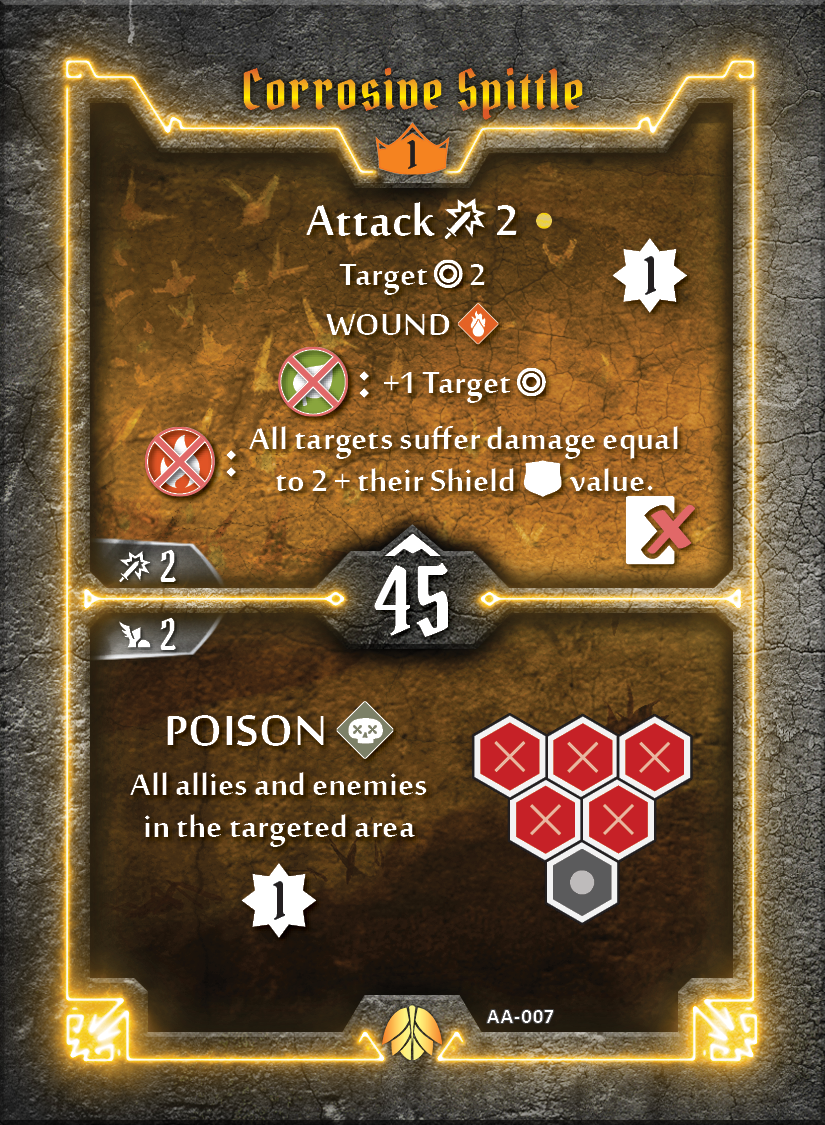 Corrosive Spittle
1
Attack 2
Target 2
1
WOUND
: +1 Target
: All targets suffer damage equal
to 2 + their Shield value.
2
45
2
POISON
All allies and enemies
in the targeted area
1
AA-007